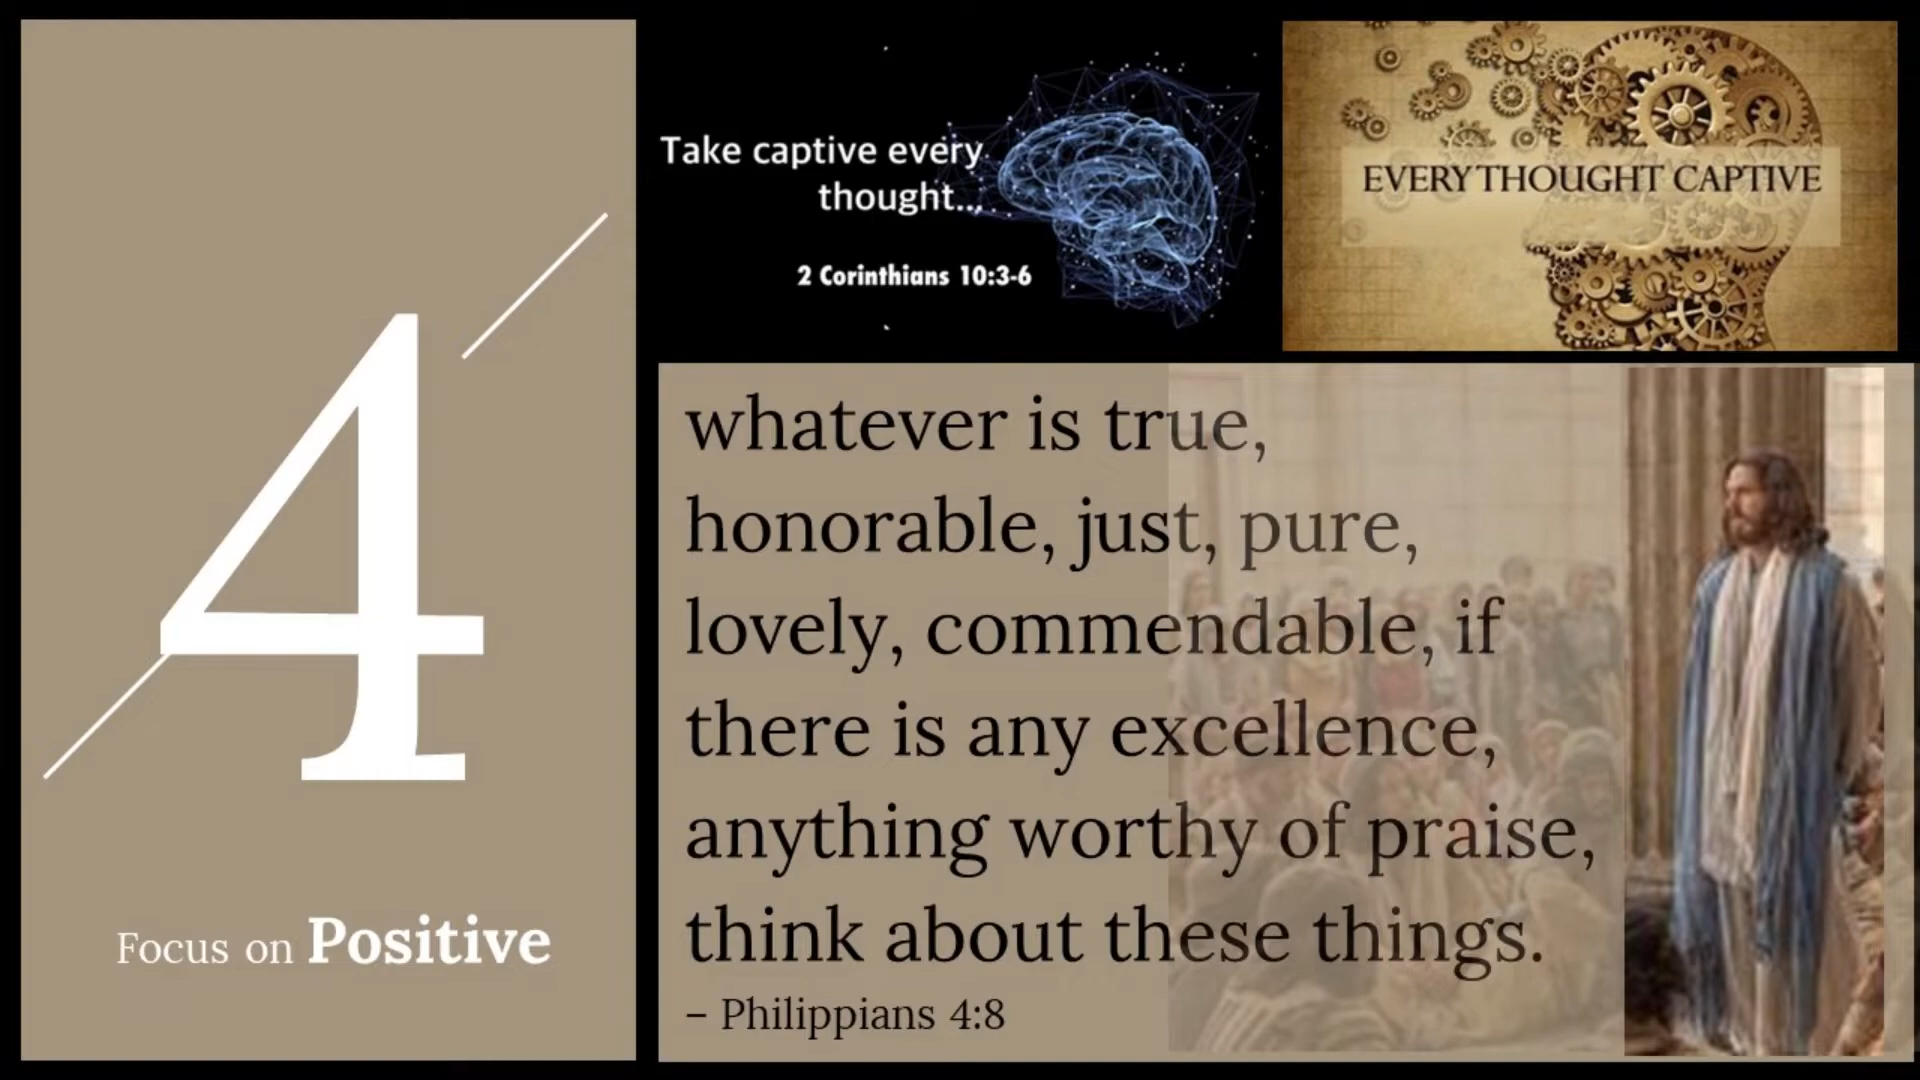 4
Focus on Positive
Take captive every
thought...
2 Corinthians 10:3-6
EVERY THOUGHT CAPTIVE
whatever is true,
honorable, just, pure,
lovely, commendable, if
there is any excellence,
anything worthy of praise,
think about these things.
– Philippians 4:8